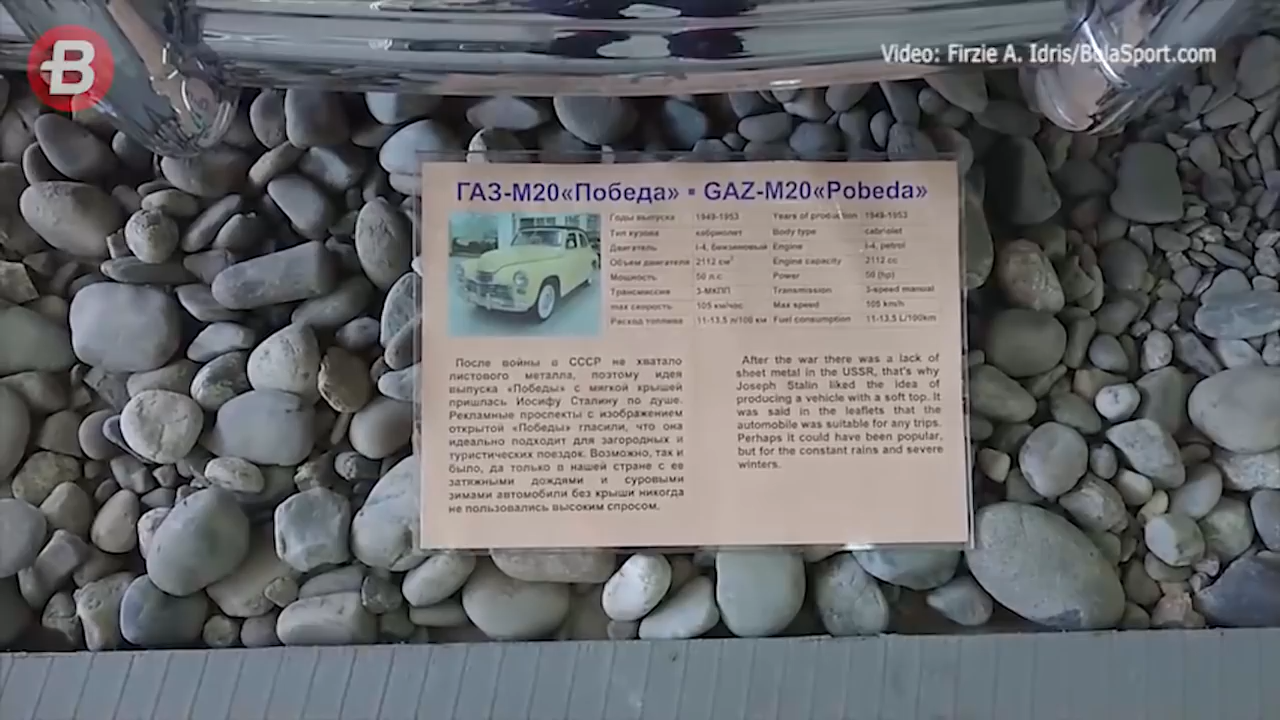 B
Video: Firzie A. Idris/BolaSport.com
ГАЗ-М20«Победа» ▪ GAZ-M20«Pobeda»
Годы выпуска 1949-1953 Years of production 1949-1953
Тип кузова кабриолет Body type cabriolet
Двигатель I-4, бензиновый Engine I-4, petrol
Объем двигателя 2112 см³ Engine capacity 2112 cc
Мощность 50 л.с Power 50 (hp)
Трансмиссия 3-МКПП Transmission 3-speed manual
max скорость 105 км/час Max speed 105 km/h
Расход топлива 11-13,5 л/100 км Fuel consumption 11-13,5 L/100km
После войны в СССР не хватало
листового металла, поэтому идея
выпуска «Победы» с мягкой крышей
пришлась Иосифу Сталину по душе.
Рекламные проспекты с изображением
открытой «Победы» гласили, что она
идеально подходит для загородных и
туристических поездок. Возможно, так и
было, да только в нашей стране с ее
затяжными дождями и суровыми
зимами автомобили без крыши никогда
не пользовались высоким спросом.
After the war there was a lack of
sheet metal in the USSR, that's why
Joseph Stalin liked the idea of
producing a vehicle with a soft top. It
was said in the leaflets that the
automobile was suitable for any trips.
Perhaps it could have been popular,
but for the constant rains and severe
winters.